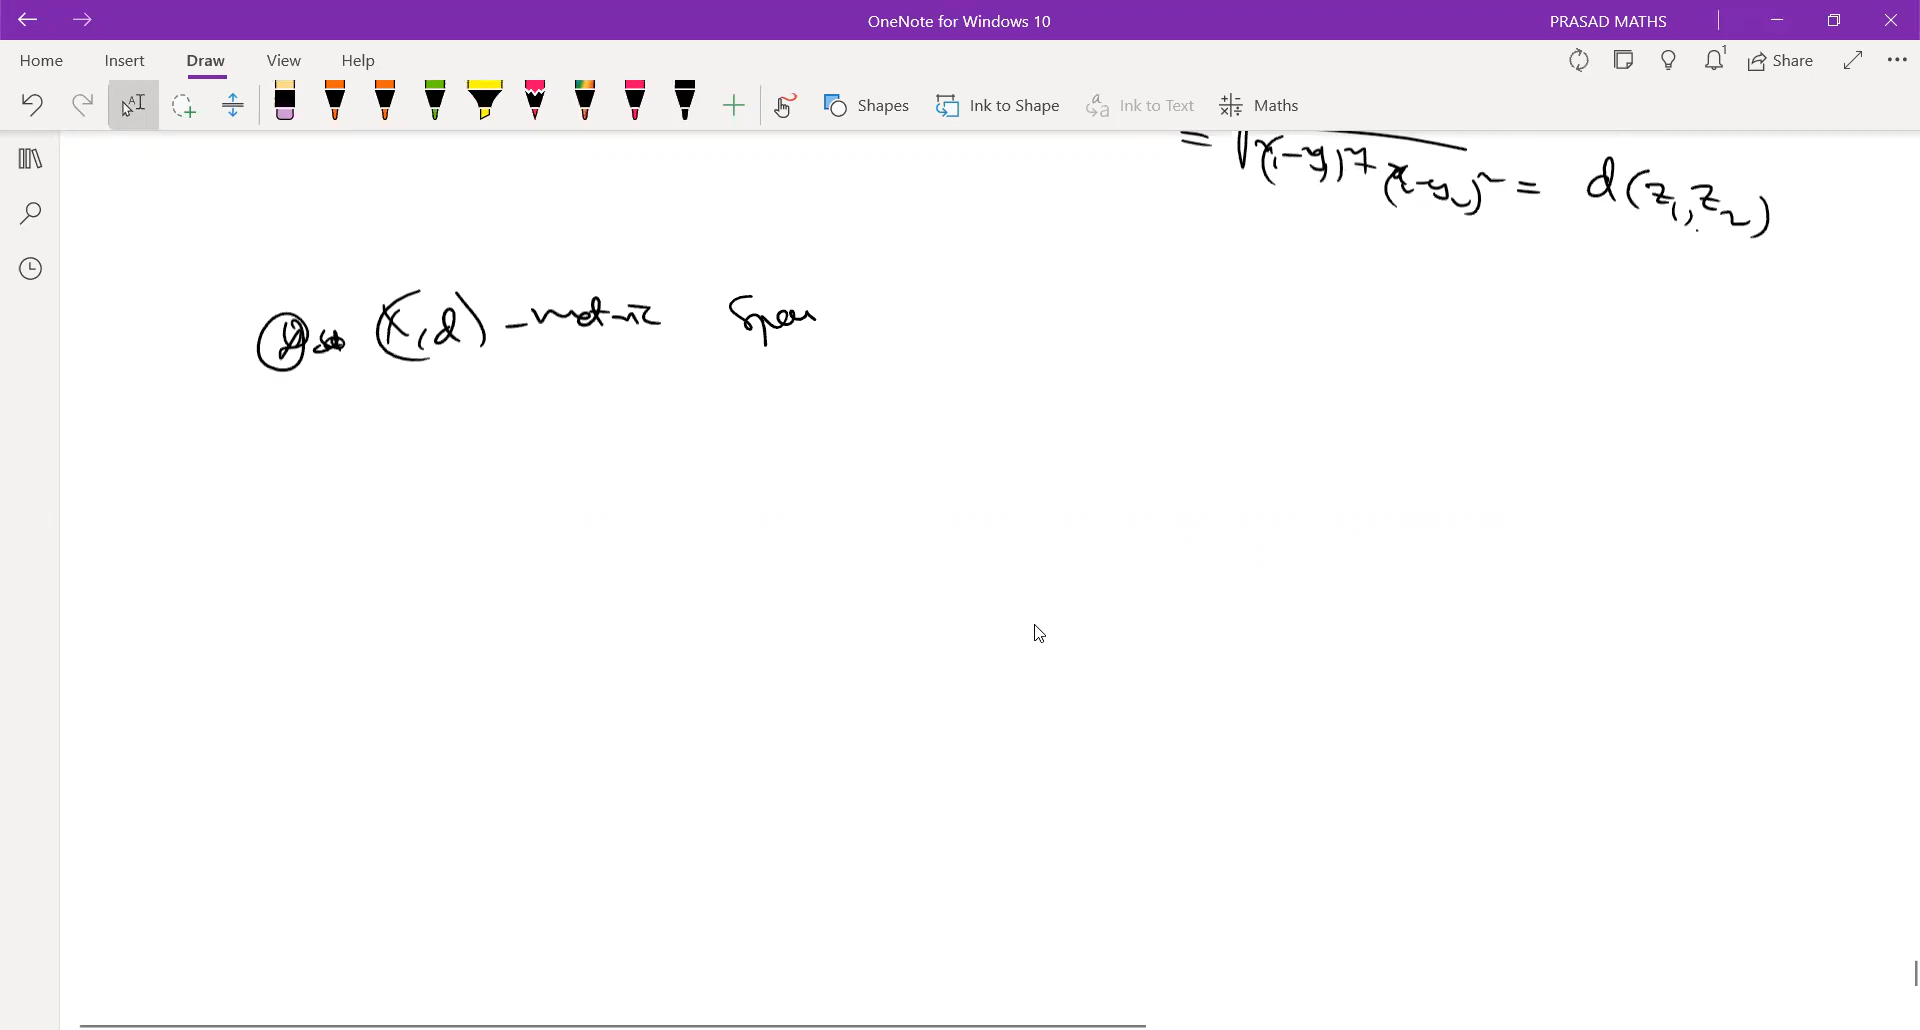 OneNote for Windows 10
PRASAD MATHS
Home Insert Draw View Help
1
Share
Shapes
Ink to Shape
Ink to Text
Maths
= √(x₁-y₁)²+(x₂-y₂)² = d(z₁,z₂)
(X,d) - metric Space